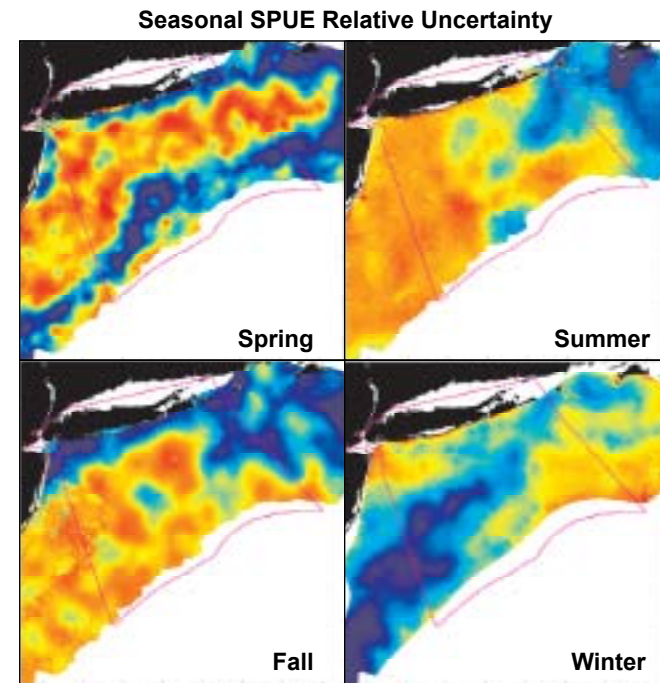 Seasonal SPUE Relative Uncertainty
Spring
Summer
Fall
Winter